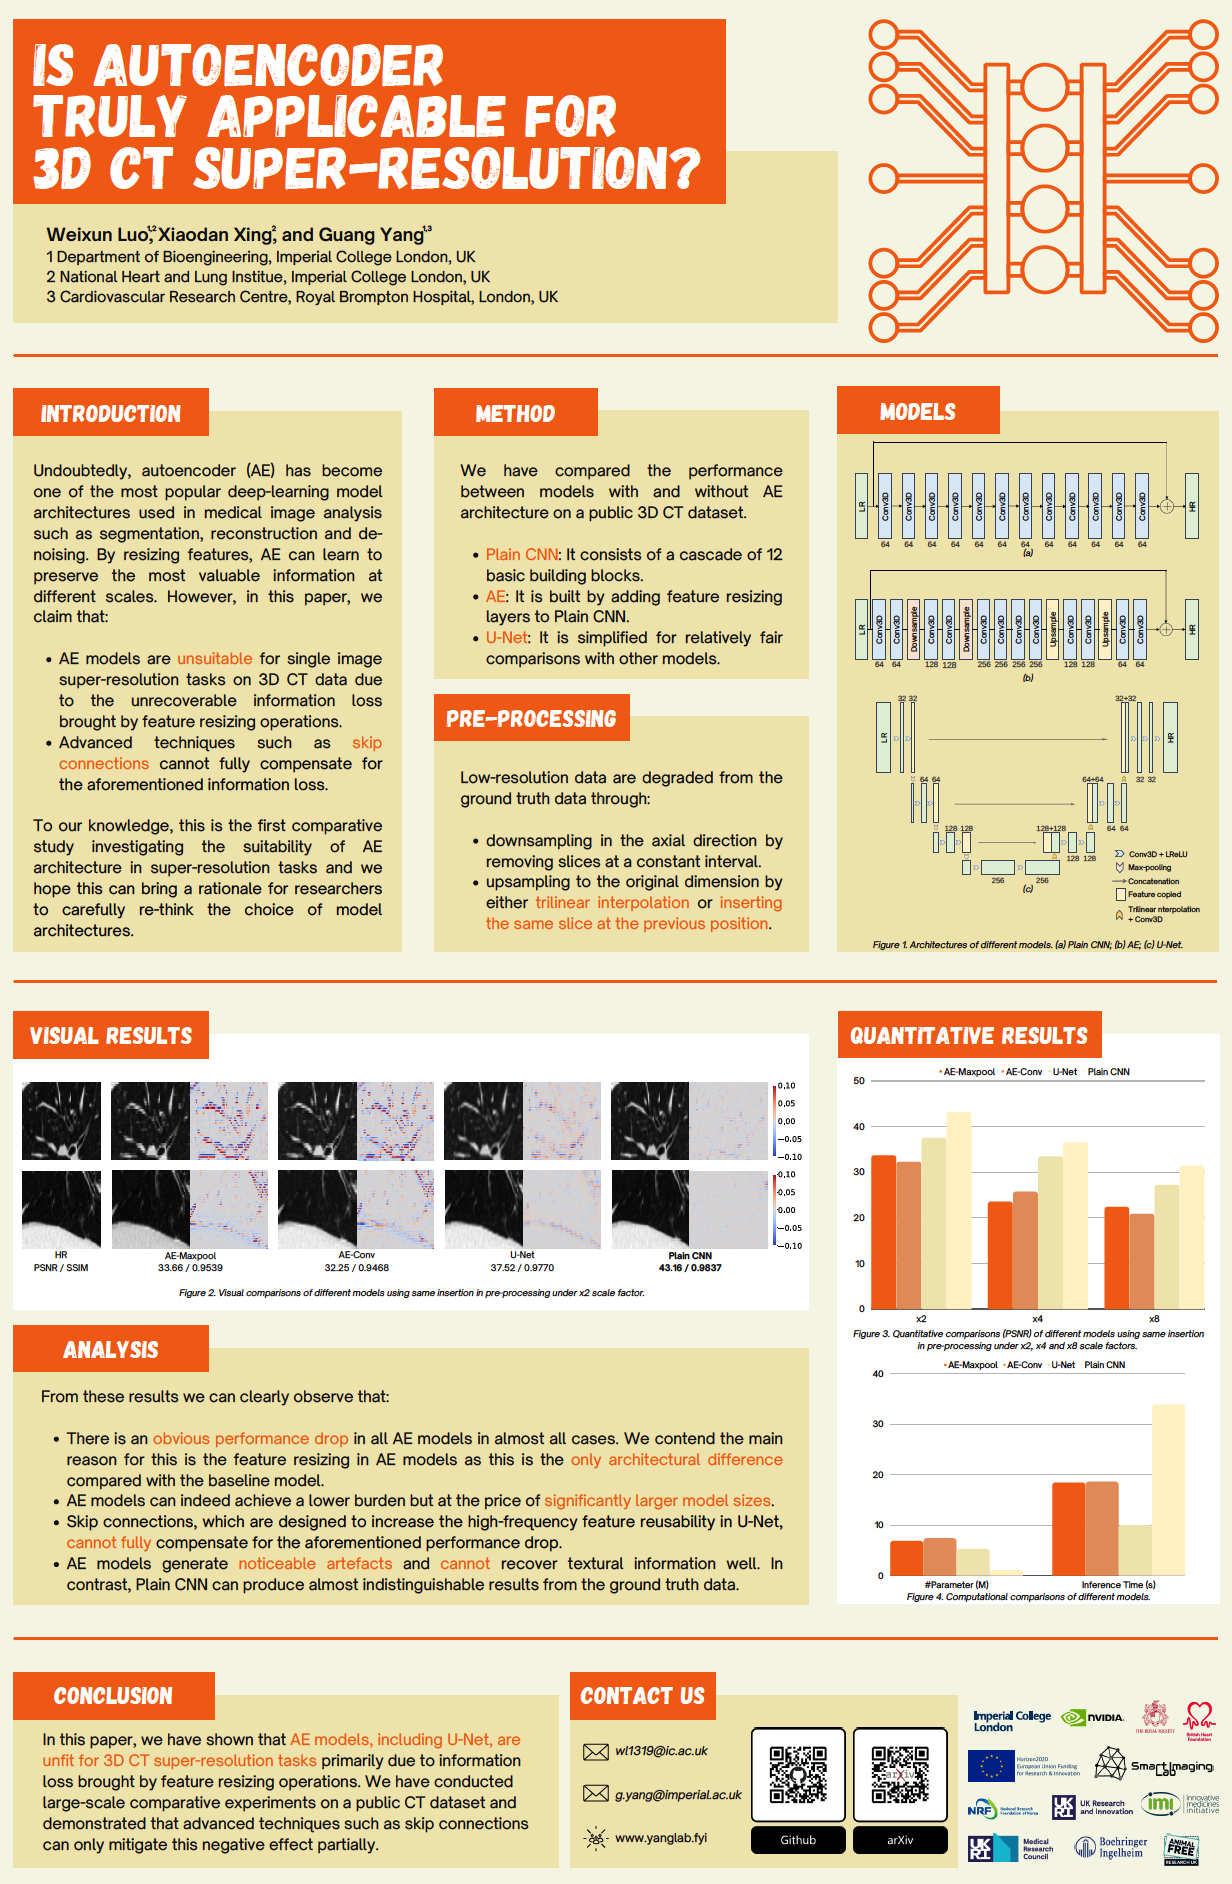 IS AUTOENCODER
TRULY APPLICABLE FOR
3D CT SUPER-RESOLUTION?
Weixun Luo,1,2 Xiaodan Xing,2 and Guang Yang1,3
1 Department of Bioengineering, Imperial College London, UK
2 National Heart and Lung Institue, Imperial College London, UK
3 Cardiovascular Research Centre, Royal Brompton Hospital, London, UK
INTRODUCTION
Undoubtedly, autoencoder (AE) has become
one of the most popular deep-learning model
architectures used in medical image analysis
such as segmentation, reconstruction and de-
noising. By resizing features, AE can learn to
preserve the most valuable information at
different scales. However, in this paper, we
claim that:
• AE models are unsuitable for single image
super-resolution tasks on 3D CT data due
to the unrecoverable information loss
brought by feature resizing operations.
• Advanced techniques such as skip
connections cannot fully compensate for
the aforementioned information loss.
To our knowledge, this is the first comparative
study investigating the suitability of AE
architecture in super-resolution tasks and we
hope this can bring a rationale for researchers
to carefully re-think the choice of model
architectures.
METHOD
We have compared the performance
between models with and without AE
architecture on a public 3D CT dataset.
• Plain CNN: It consists of a cascade of 12
basic building blocks.
• AE: It is built by adding feature resizing
layers to Plain CNN.
• U-Net: It is simplified for relatively fair
comparisons with other models.
PRE-PROCESSING
Low-resolution data are degraded from the
ground truth data through:
• downsampling in the axial direction by
removing slices at a constant interval.
• upsampling to the original dimension by
either trilinear interpolation or inserting
the same slice at the previous position.
MODELS
LR Conv3D Conv3D Conv3D Conv3D Conv3D Conv3D Conv3D Conv3D Conv3D Conv3D Conv3D Conv3D HR
64 64 64 64 64 64 64 64 64 64 64 64
(a)
LR Conv3D Conv3D Downsample Conv3D Conv3D Downsample Conv3D Conv3D Conv3D Conv3D Upsample Conv3D Conv3D Upsample Conv3D Conv3D HR
64 64 128 128 256 256 256 256 128 128 64 64
(b)
32 32 32+32
LR HR
64 64 64+64 32 32
128 128 128+128 64 64
128 128
256 256
(c)
Conv3D + LReLU
Max-pooling
Concatenation
Feature copied
Trilinear nterpolation
+ Conv3D
Figure 1. Architectures of different models. (a) Plain CNN; (b) AE; (c) U-Net.
VISUAL RESULTS
0.10
0.05
0.00
−0.05
−0.10
0.10
0.05
0.00
−0.05
−0.10
HR AE-Maxpool AE-Conv U-Net Plain CNN
PSNR / SSIM 33.66 / 0.9539 32.25 / 0.9468 37.52 / 0.9770 43.16 / 0.9837
Figure 2. Visual comparisons of different models using same insertion in pre-processing under x2 scale factor.
QUANTITATIVE RESULTS
AE-Maxpool AE-Conv U-Net Plain CNN
50
40
30
20
10
0
x2 x4 x8
Figure 3. Quantitative comparisons (PSNR) of different models using same insertion
in pre-processing under x2, x4 and x8 scale factors.
AE-Maxpool AE-Conv U-Net Plain CNN
40
30
20
10
0
#Parameter (M) Inference Time (s)
Figure 4. Computational comparisons of different models.
ANALYSIS
From these results we can clearly observe that:
• There is an obvious performance drop in all AE models in almost all cases. We contend the main
reason for this is the feature resizing in AE models as this is the only architectural difference
compared with the baseline model.
• AE models can indeed achieve a lower burden but at the price of significantly larger model sizes.
• Skip connections, which are designed to increase the high-frequency feature reusability in U-Net,
cannot fully compensate for the aforementioned performance drop.
• AE models generate noticeable artefacts and cannot recover textural information well. In
contrast, Plain CNN can produce almost indistinguishable results from the ground truth data.
CONCLUSION
In this paper, we have shown that AE models, including U-Net, are
unfit for 3D CT super-resolution tasks primarily due to information
loss brought by feature resizing operations. We have conducted
large-scale comparative experiments on a public CT dataset and
demonstrated that advanced techniques such as skip connections
can only mitigate this negative effect partially.
CONTACT US
wl1319@ic.ac.uk
g.yang@imperial.ac.uk
www.yanglab.fyi
arXiv
Github arXiv
Imperial College
London
NVIDIA.
THE ROYAL SOCIETY
British Heart
Foundation
Horizon2020
European Union Funding
for Research & Innovation
Smart Imaging
Lab
NRF National Research
Foundation of Korea
UK
RI
UK Research
and Innovation
imi innovative
medicines
initiative
UK
RI
Medical
Research
Council
Boehringer
Ingelheim
ANIMAL
FREE
RESEARCH UK